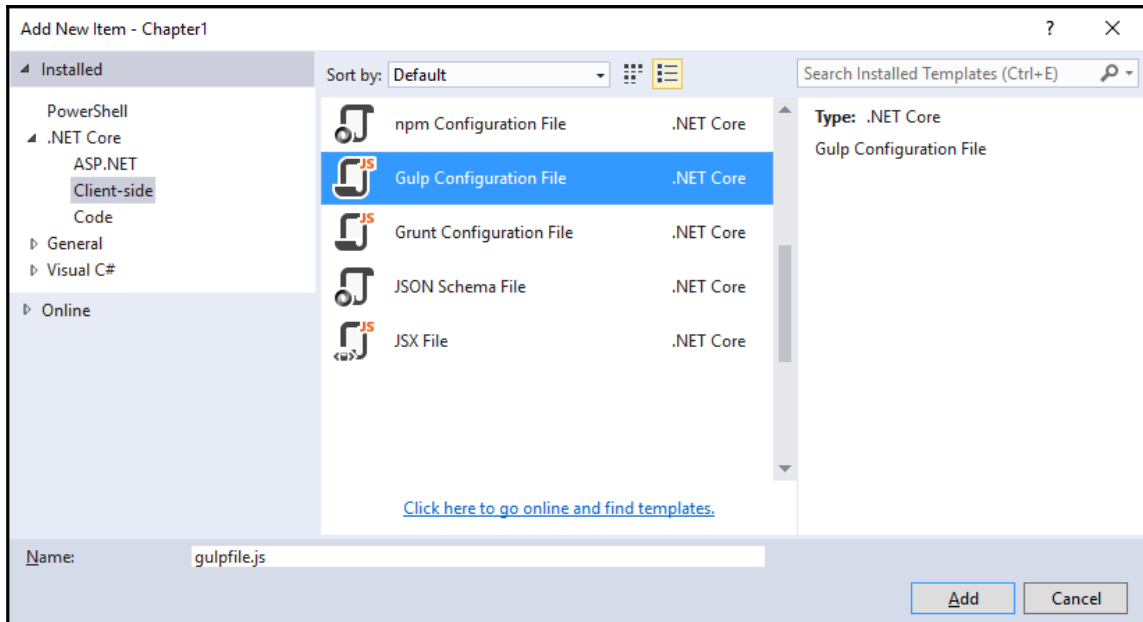 Add New Item - Chapter1
?
Installed
Sort by: Default
Search Installed Templates (Ctrl+E)
PowerShell
.NET Core
ASP.NET
Client-side
Code
General
Visual C#
Online
npm Configuration File .NET Core
JS Gulp Configuration File .NET Core
JS Grunt Configuration File .NET Core
JSON Schema File .NET Core
JS JSX File .NET Core
Click here to go online and find templates.
Type: .NET Core
Gulp Configuration File
Name: gulpfile.js
Add Cancel